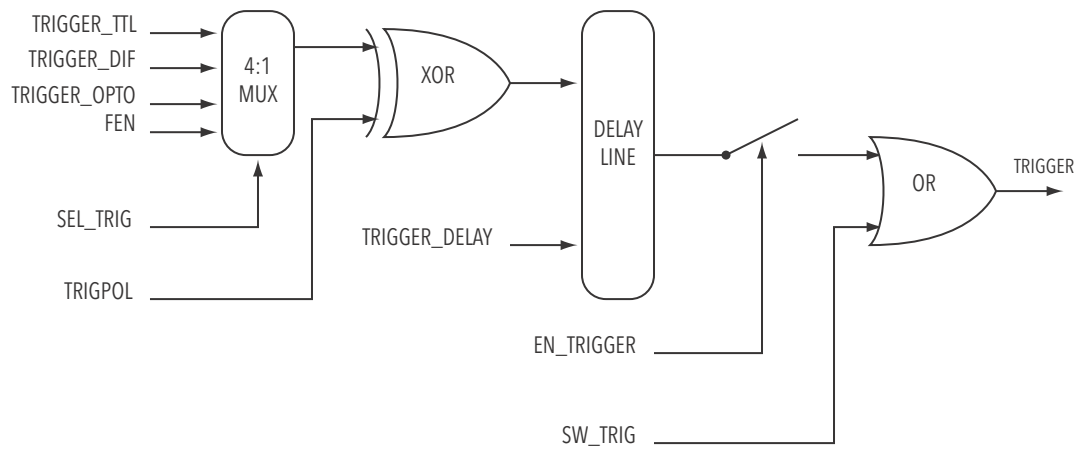 TRIGGER_TTL
TRIGGER_DIF
TRIGGER_OPTO
FEN
4:1
MUX
SEL_TRIG
TRIGPOL
XOR
DELAY
LINE
TRIGGER_DELAY
EN_TRIGGER
SW_TRIG
OR
TRIGGER